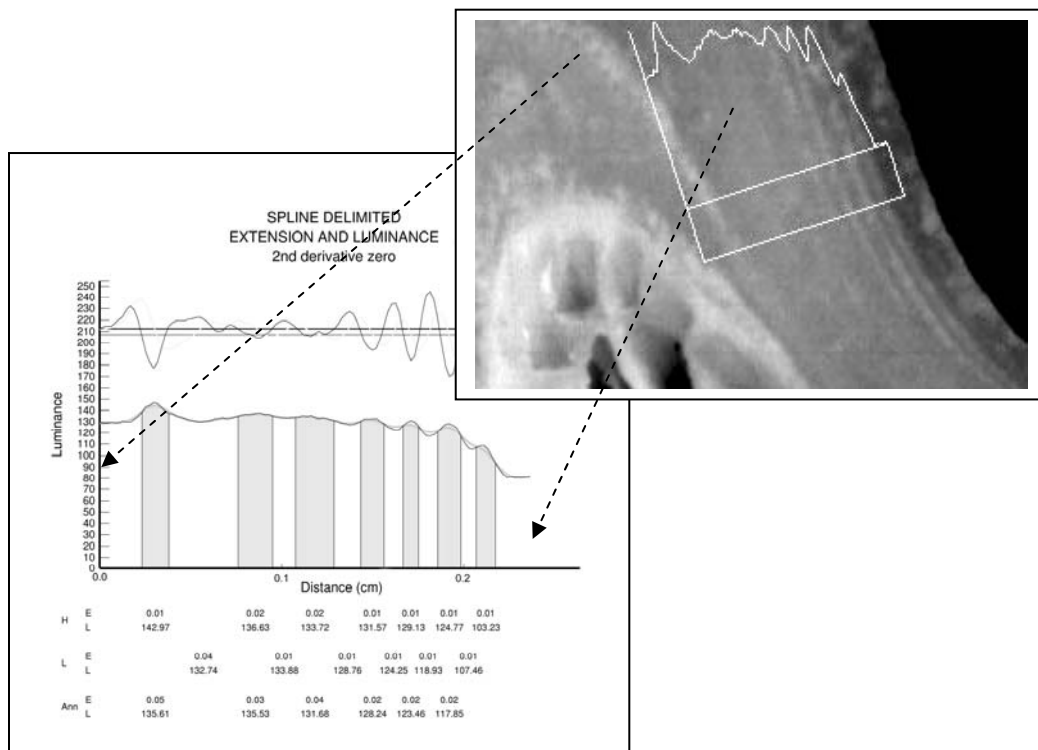 SPLINE DELIMITED
EXTENSION AND LUMINANCE
2nd derivative zero
Luminance
250
240
230
220
210
200
190
180
170
160
150
140
130
120
110
100
90
80
70
60
50
40
30
20
10
0
0.0 0.1 0.2
Distance (cm)
H E 0.01 0.02 0.02 0.01 0.01 0.01 0.01
L 142.97 136.63 133.72 131.57 129.13 124.77 103.23
L E 0.04 0.01 0.01 0.01 0.01 0.01
L 132.74 133.88 128.76 124.25 118.93 107.46
Ann E 0.05 0.03 0.04 0.02 0.02 0.02
L 135.61 135.53 131.68 128.24 123.46 117.85